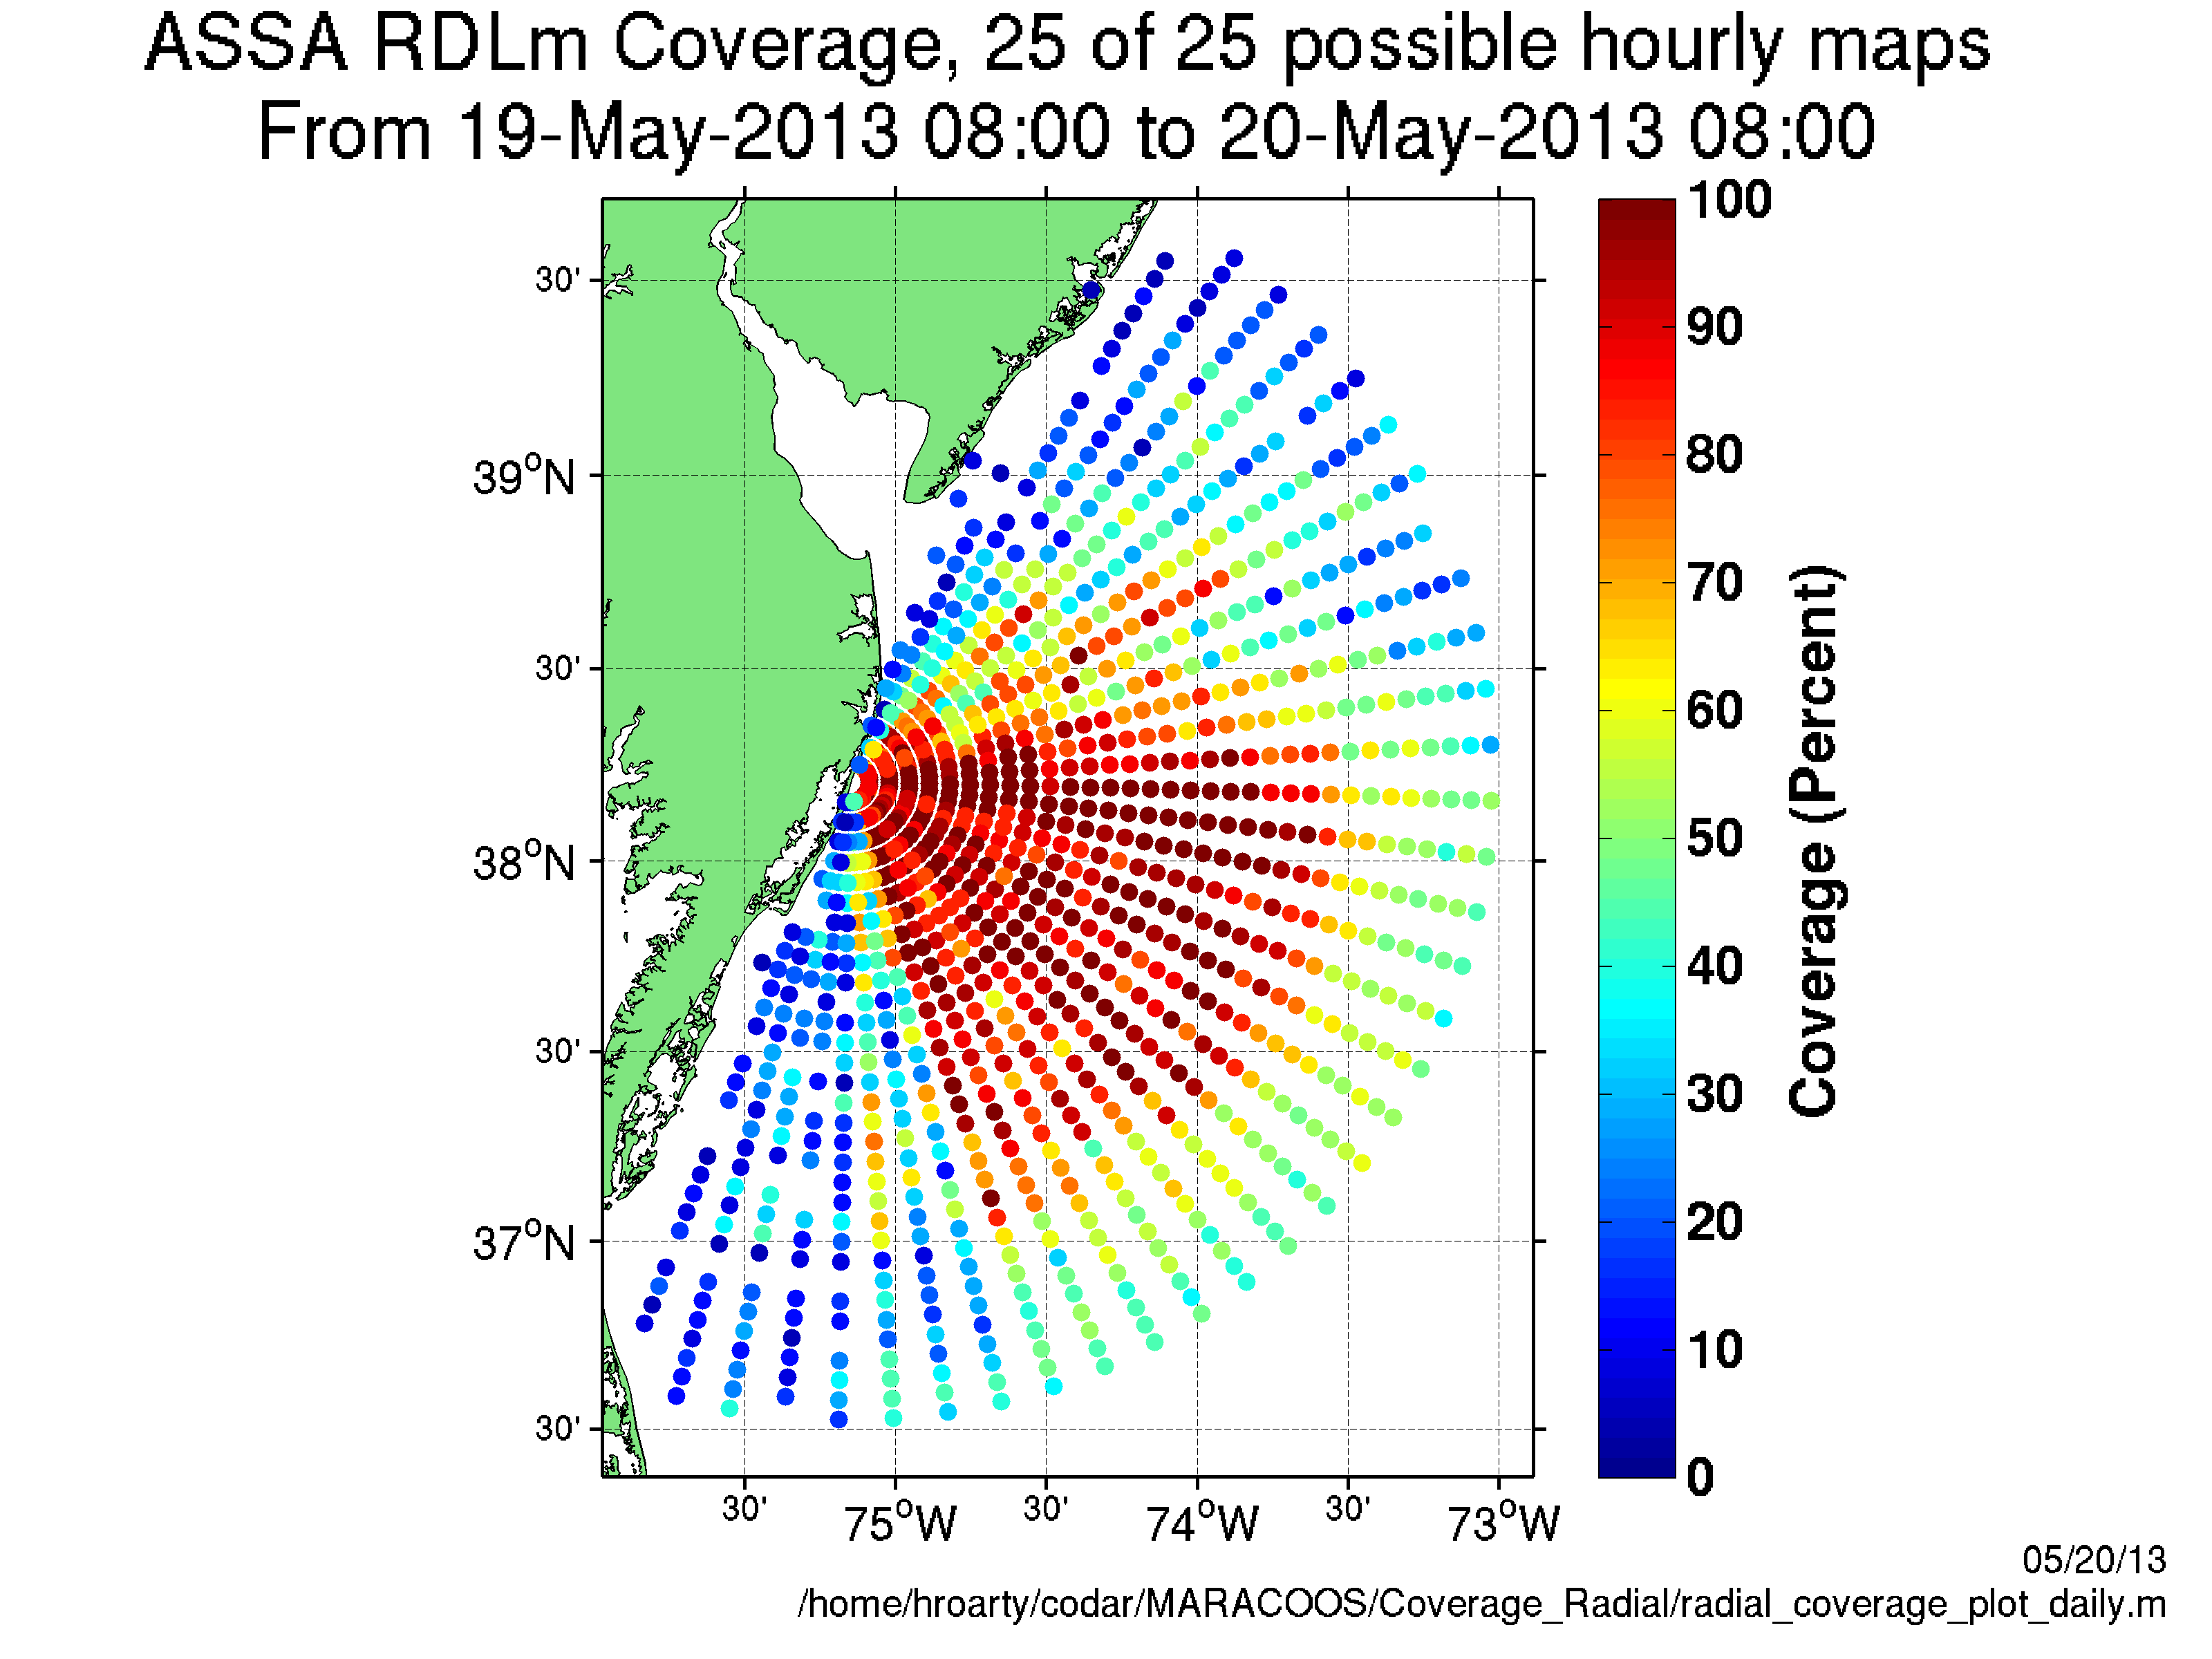 ASSA RDLm Coverage, 25 of 25 possible hourly maps
From 19-May-2013 08:00 to 20-May-2013 08:00
30'
39°N
30'
38°N
30'
37°N
30'
30'
75°W
30'
74°W
30'
73°W
100
90
80
70
60
50
40
30
20
10
0
Coverage (Percent)
05/20/13
/home/hroarty/codar/MARACOOS/Coverage_Radial/radial_coverage_plot_daily.m